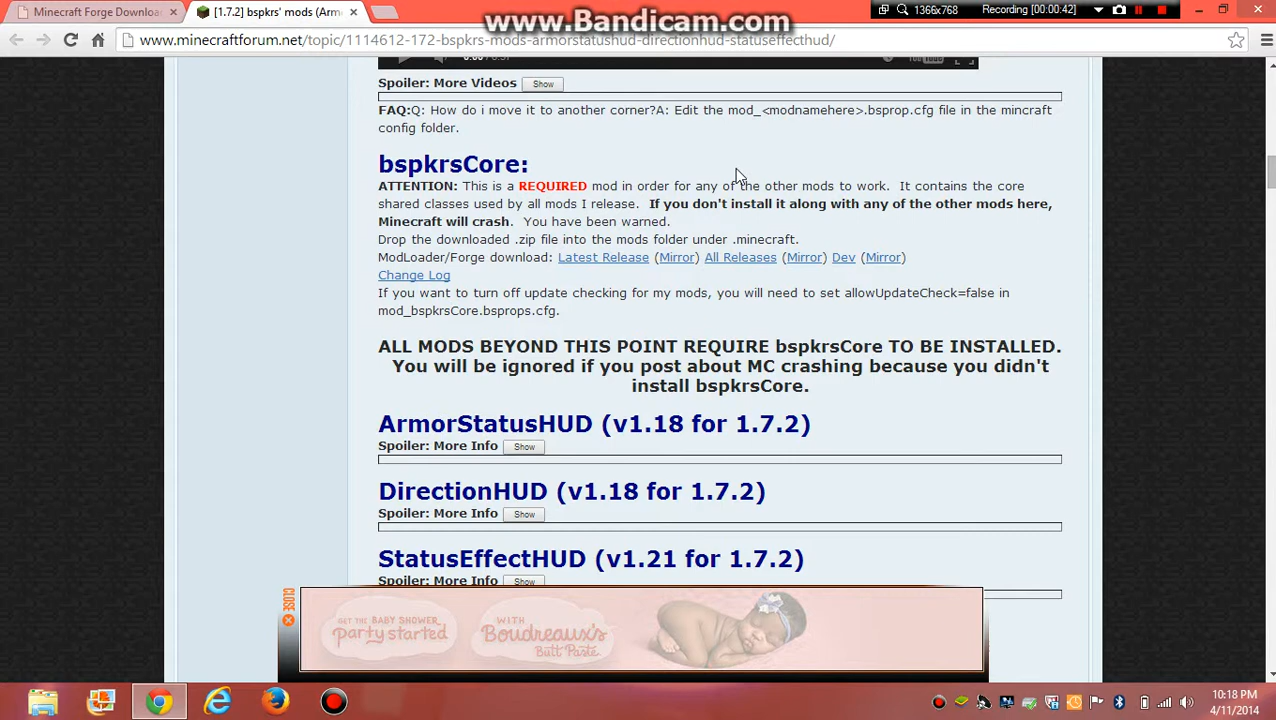 Minecraft Forge Download
[1.7.2] bspkrs' mods (Arm
www.Bandicam.com
1366x768
Recording [00:00:42]
www.minecraftforum.net/topic/1114612-172-bspkrs-mods-armorstatushud-directionhud-statuseffecthud/
Spoiler: More Videos Show
FAQ:Q: How do i move it to another corner?A: Edit the mod_<modnamehere>.bsprop.cfg file in the mincraft
config folder.
bspkrsCore:
ATTENTION: This is a REQUIRED mod in order for any of the other mods to work. It contains the core
shared classes used by all mods I release. If you don't install it along with any of the other mods here,
Minecraft will crash. You have been warned.
Drop the downloaded .zip file into the mods folder under .minecraft.
ModLoader/Forge download: Latest Release (Mirror) All Releases (Mirror) Dev (Mirror)
Change Log
If you want to turn off update checking for my mods, you will need to set allowUpdateCheck=false in
mod_bspkrsCore.bsprops.cfg.
ALL MODS BEYOND THIS POINT REQUIRE bspkrsCore TO BE INSTALLED.
You will be ignored if you post about MC crashing because you didn't
install bspkrsCore.
ArmorStatusHUD (v1.18 for 1.7.2)
Spoiler: More Info Show
DirectionHUD (v1.18 for 1.7.2)
Spoiler: More Info Show
StatusEffectHUD (v1.21 for 1.7.2)
Spoiler: More Info Show
CLOSE
GET THE BABY SHOWER
party started
WITH
Boudreaux's
Butt Paste
10:18 PM
4/11/2014